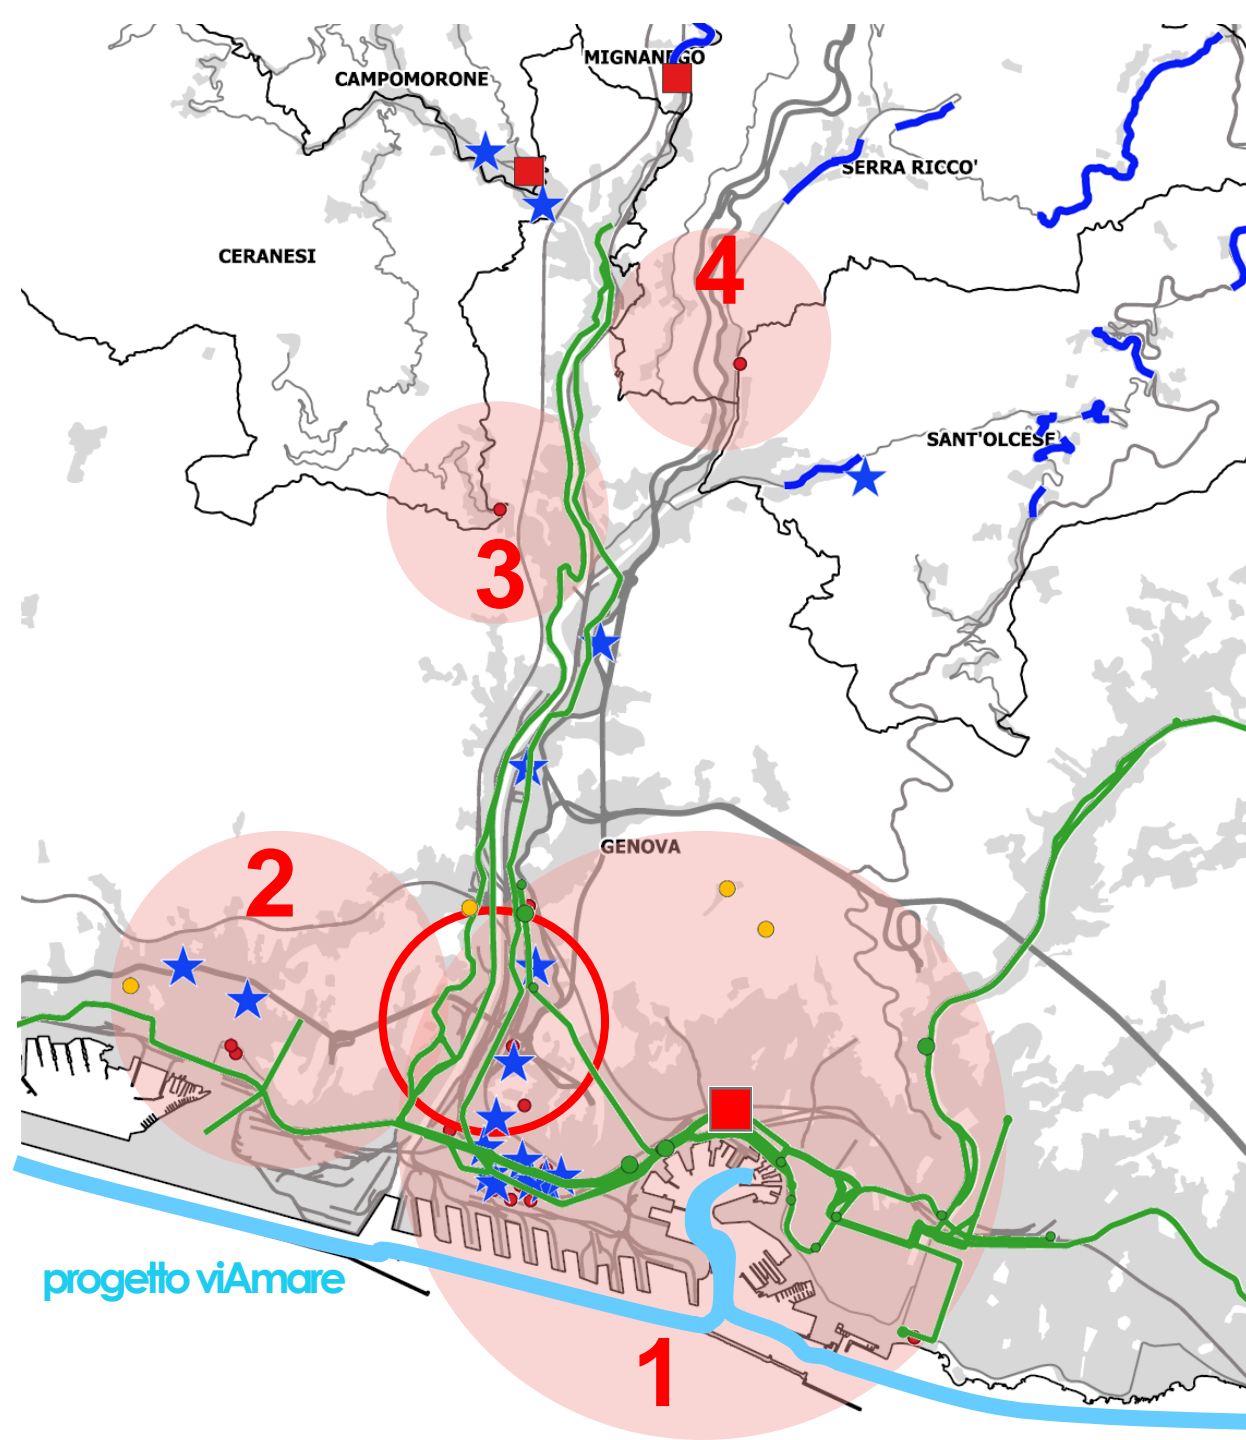 MIGNANEGO
CAMPOMORONE
SERRA RICCO'
CERANESI
4
SANT'OLCESE
3
GENOVA
2
progetto viAmare
1